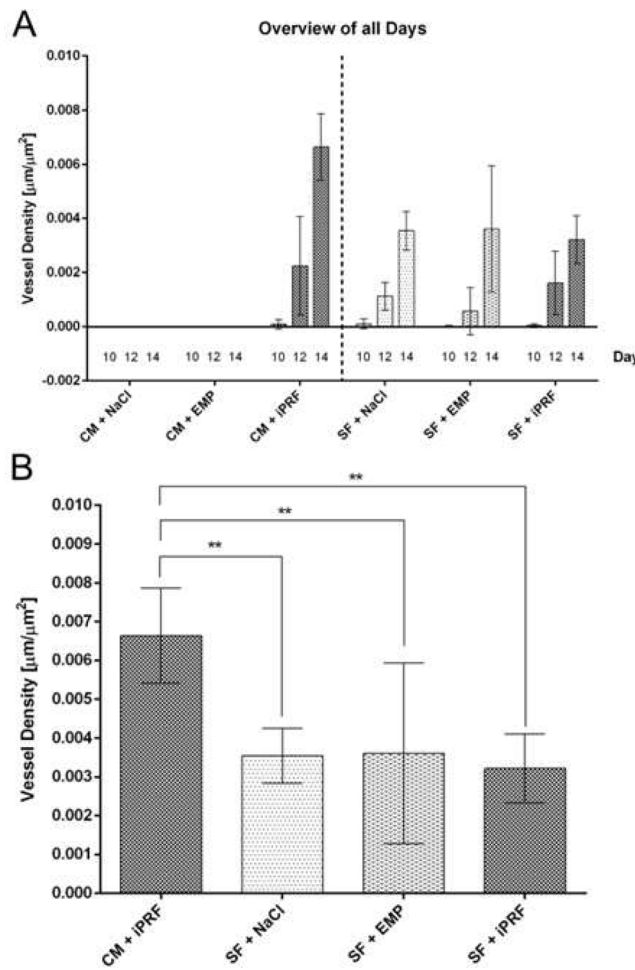 A
Overview of all Days
Vessel Density [µm/µm²]
0.010
0.008
0.006
0.004
0.002
0.000
-0.002
10 12 14 10 12 14 10 12 14 10 12 14 10 12 14 10 12 14 Day
CM + NaCl
CM + EMP
CM + iPRF
SF + NaCl
SF + EMP
SF + iPRF
B
Vessel Density [µm/µm²]
0.010
0.009
0.008
0.007
0.006
0.005
0.004
0.003
0.002
0.001
0.000
**
**
**
CM + iPRF
SF + NaCl
SF + EMP
SF + iPRF